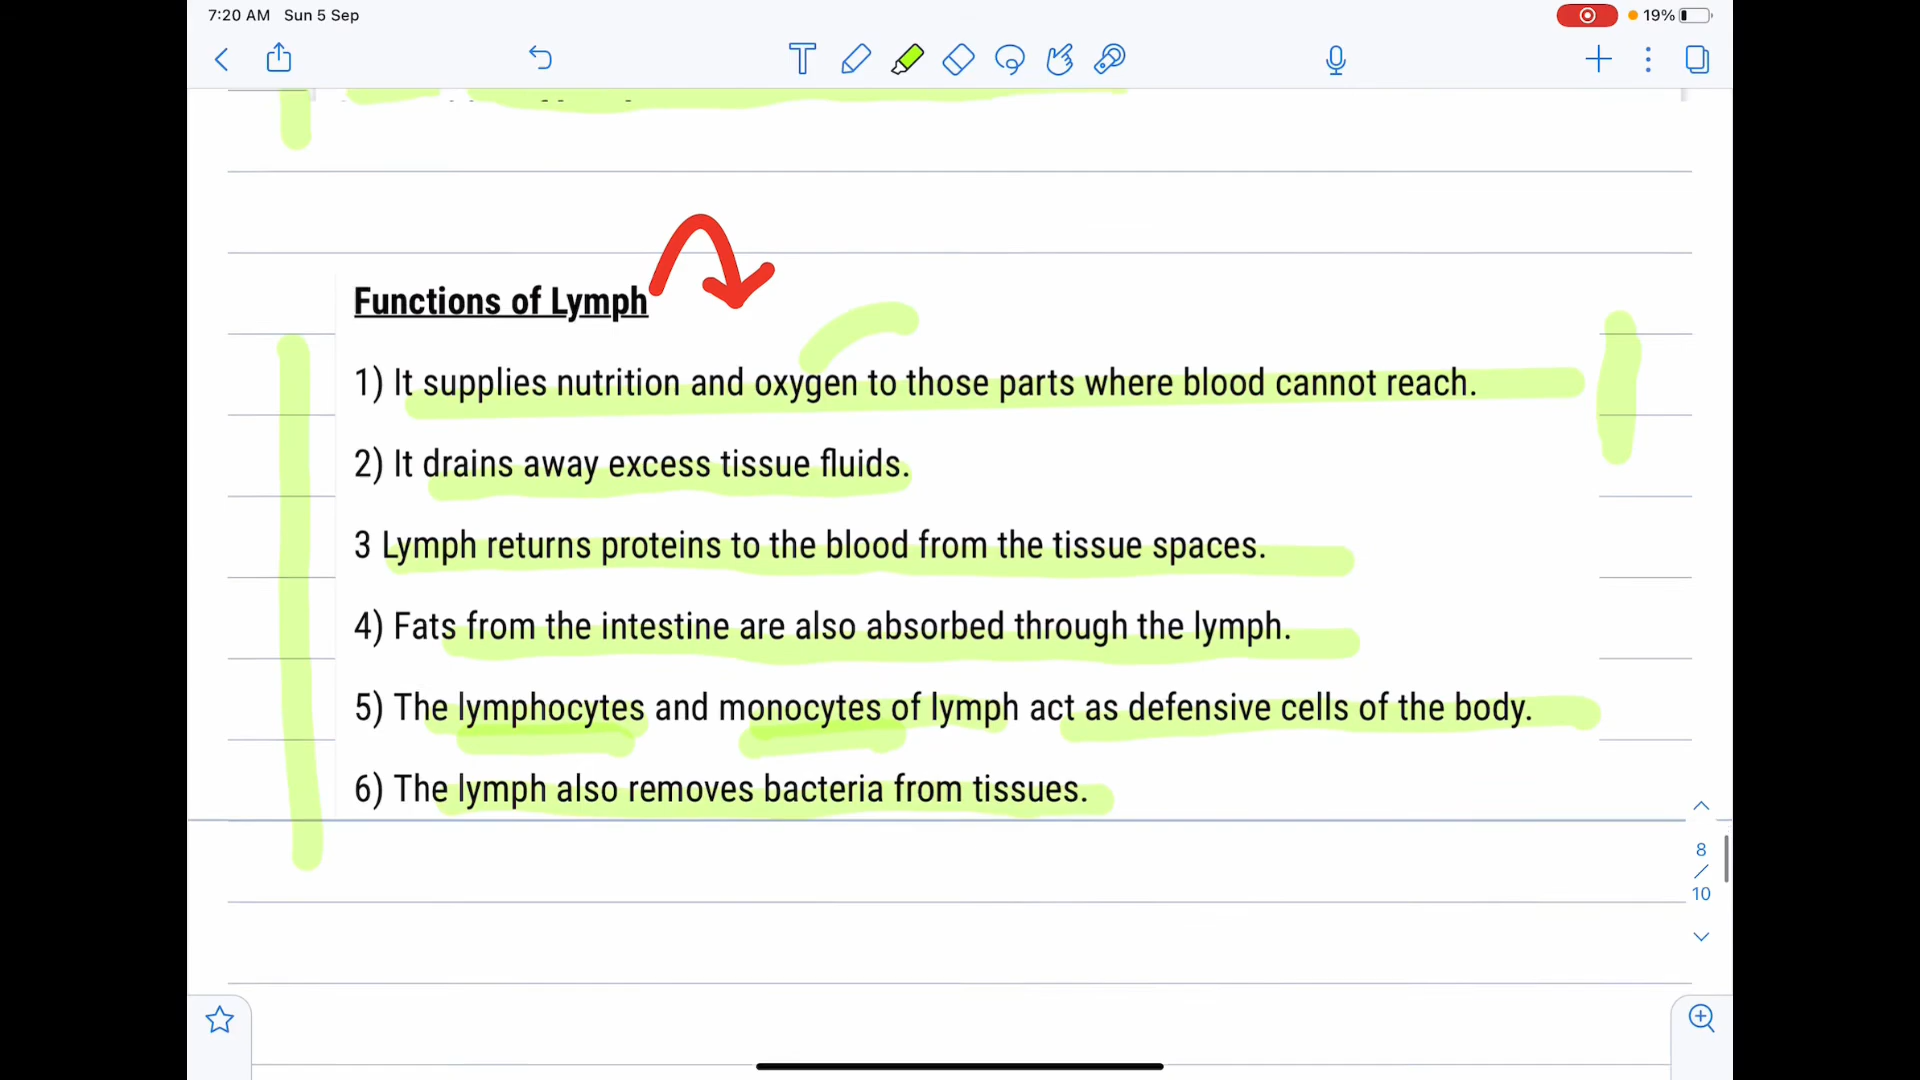 7:20 AM Sun 5 Sep
19%
Functions of Lymph
1) It supplies nutrition and oxygen to those parts where blood cannot reach.
2) It drains away excess tissue fluids.
3 Lymph returns proteins to the blood from the tissue spaces.
4) Fats from the intestine are also absorbed through the lymph.
5) The lymphocytes and monocytes of lymph act as defensive cells of the body.
6) The lymph also removes bacteria from tissues.
8
/
10